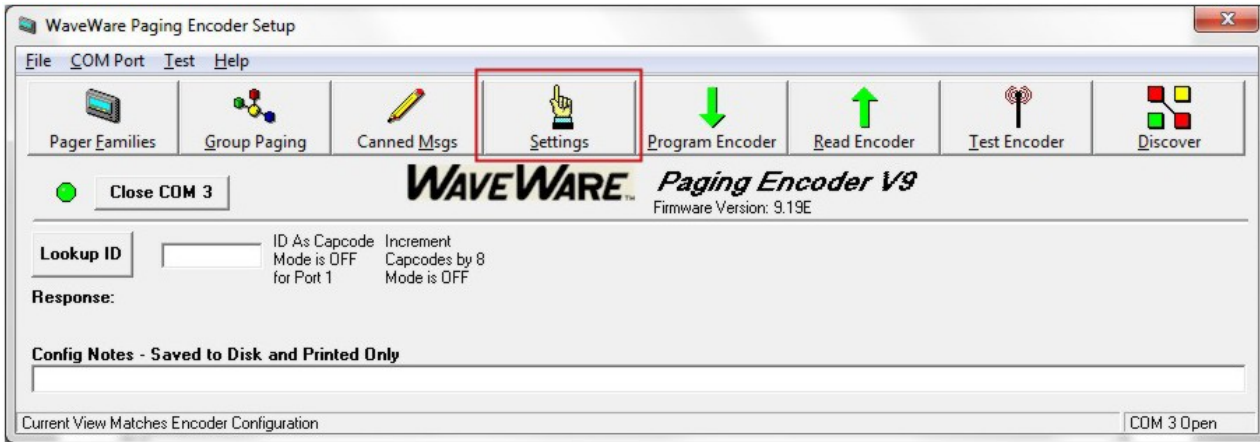 WaveWare Paging Encoder Setup
File COM Port Test Help
Pager Families Group Paging Canned Msgs Settings Program Encoder Read Encoder Test Encoder Discover
Close COM 3
WAVEWARE™ Paging Encoder V9
Firmware Version: 9.19E
Lookup ID
ID As Capcode
Mode is OFF
for Port 1
Increment
Capcodes by 8
Mode is OFF
Response:
Config Notes - Saved to Disk and Printed Only
Current View Matches Encoder Configuration COM 3 Open